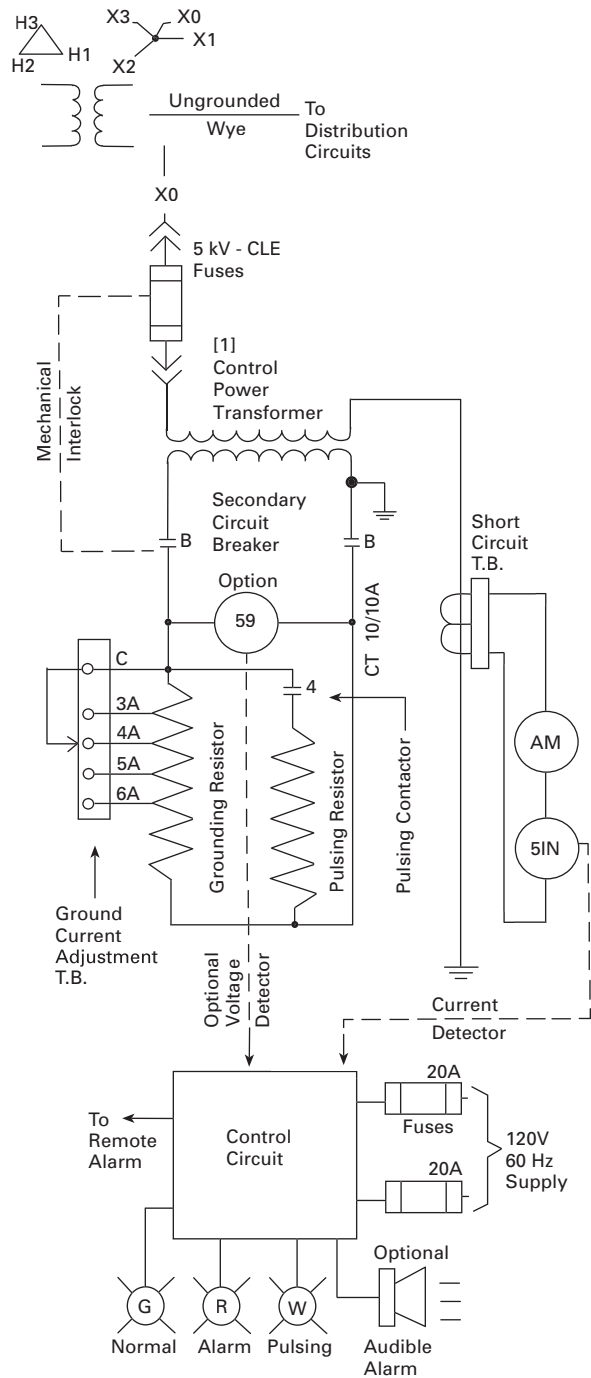 H3
H2
H1
X3
X0
X1
X2
Ungrounded
Wye
To
Distribution
Circuits
X0
5 kV - CLE
Fuses
[1]
Control
Power
Transformer
Mechanical
Interlock
Secondary
Circuit
Breaker
B
B
Short
Circuit
T.B.
Option
59
CT 10/10A
C
3A
4A
5A
6A
4
Grounding Resistor
Pulsing Resistor
Pulsing Contactor
AM
5IN
Ground
Current
Adjustment
T.B.
Optional
Voltage
Detector
Current
Detector
To
Remote
Alarm
Control
Circuit
20A
Fuses
20A
120V
60 Hz
Supply
Optional
G
R
W
Normal
Alarm
Pulsing
Audible
Alarm